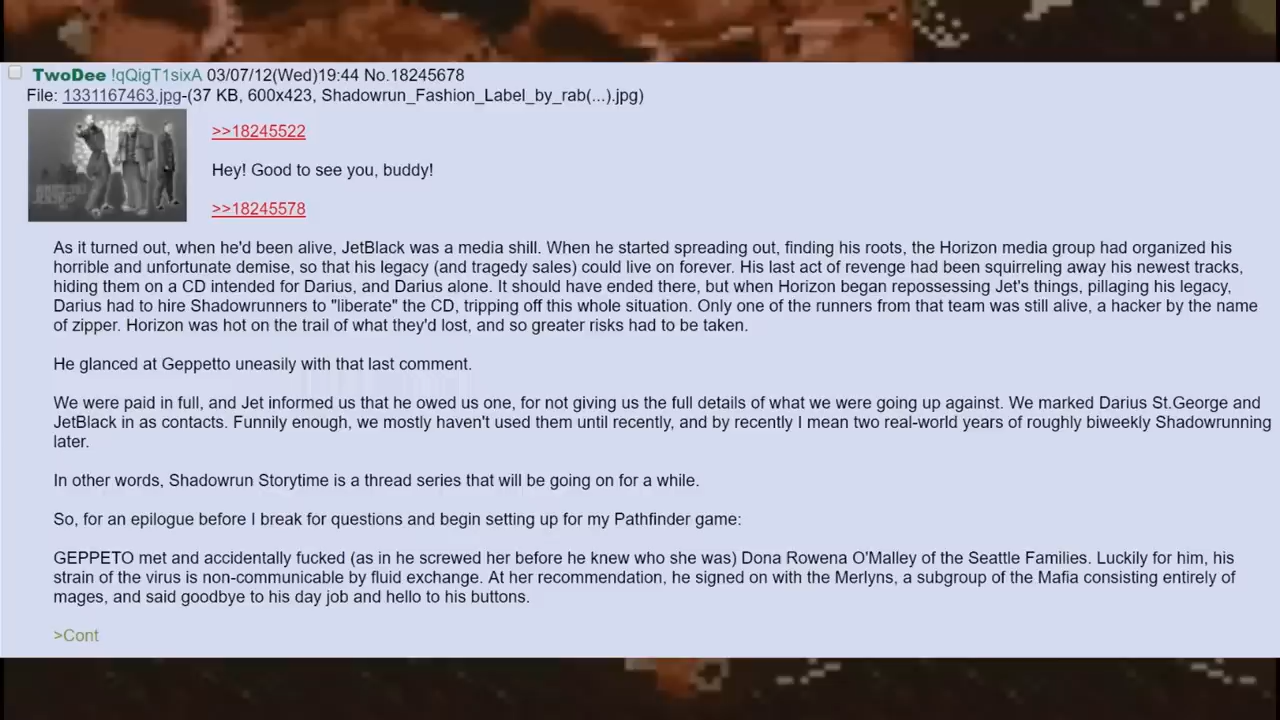 TwoDee !qQigT1sixA 03/07/12(Wed)19:44 No.18245678
File: 1331167463.jpg-(37 KB, 600x423, Shadowrun_Fashion_Label_by_rab(...).jpg)
>>18245522
Hey! Good to see you, buddy!
>>18245578
As it turned out, when he'd been alive, JetBlack was a media shill. When he started spreading out, finding his roots, the Horizon media group had organized his
horrible and unfortunate demise, so that his legacy (and tragedy sales) could live on forever. His last act of revenge had been squirreling away his newest tracks,
hiding them on a CD intended for Darius, and Darius alone. It should have ended there, but when Horizon began repossessing Jet's things, pillaging his legacy,
Darius had to hire Shadowrunners to "liberate" the CD, tripping off this whole situation. Only one of the runners from that team was still alive, a hacker by the name
of zipper. Horizon was hot on the trail of what they'd lost, and so greater risks had to be taken.
He glanced at Geppetto uneasily with that last comment.
We were paid in full, and Jet informed us that he owed us one, for not giving us the full details of what we were going up against. We marked Darius St.George and
JetBlack in as contacts. Funnily enough, we mostly haven't used them until recently, and by recently I mean two real-world years of roughly biweekly Shadowrunning
later.
In other words, Shadowrun Storytime is a thread series that will be going on for a while.
So, for an epilogue before I break for questions and begin setting up for my Pathfinder game:
GEPPETO met and accidentally fucked (as in he screwed her before he knew who she was) Dona Rowena O'Malley of the Seattle Families. Luckily for him, his
strain of the virus is non-communicable by fluid exchange. At her recommendation, he signed on with the Merlyns, a subgroup of the Mafia consisting entirely of
mages, and said goodbye to his day job and hello to his buttons.
>Cont